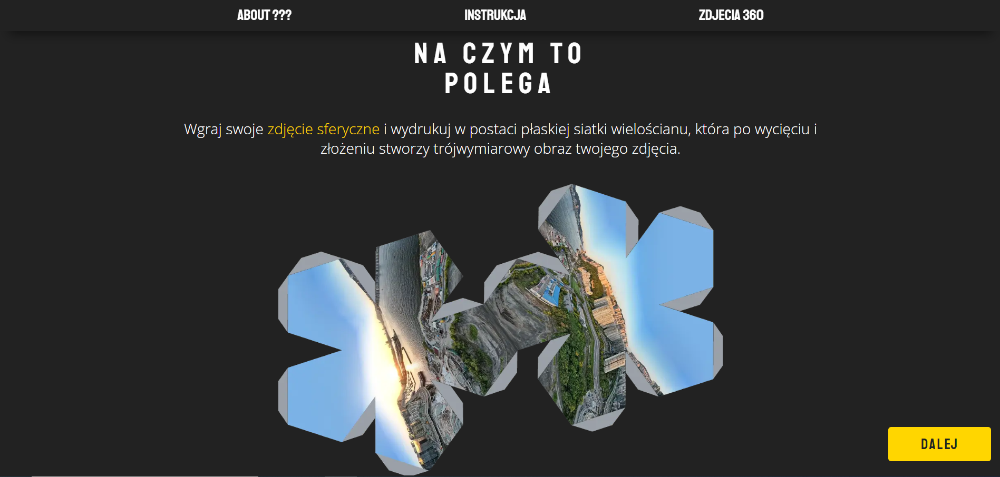 ABOUT ???
INSTRUKCJA
ZDJECIA 360
NA CZYM TO
POLEGA
Wgraj swoje zdjęcie sferyczne i wydrukuj w postaci płaskiej siatki wielościanu, która po wycięciu i
złożeniu stworzy trójwymiarowy obraz twojego zdjęcia.
DALEJ